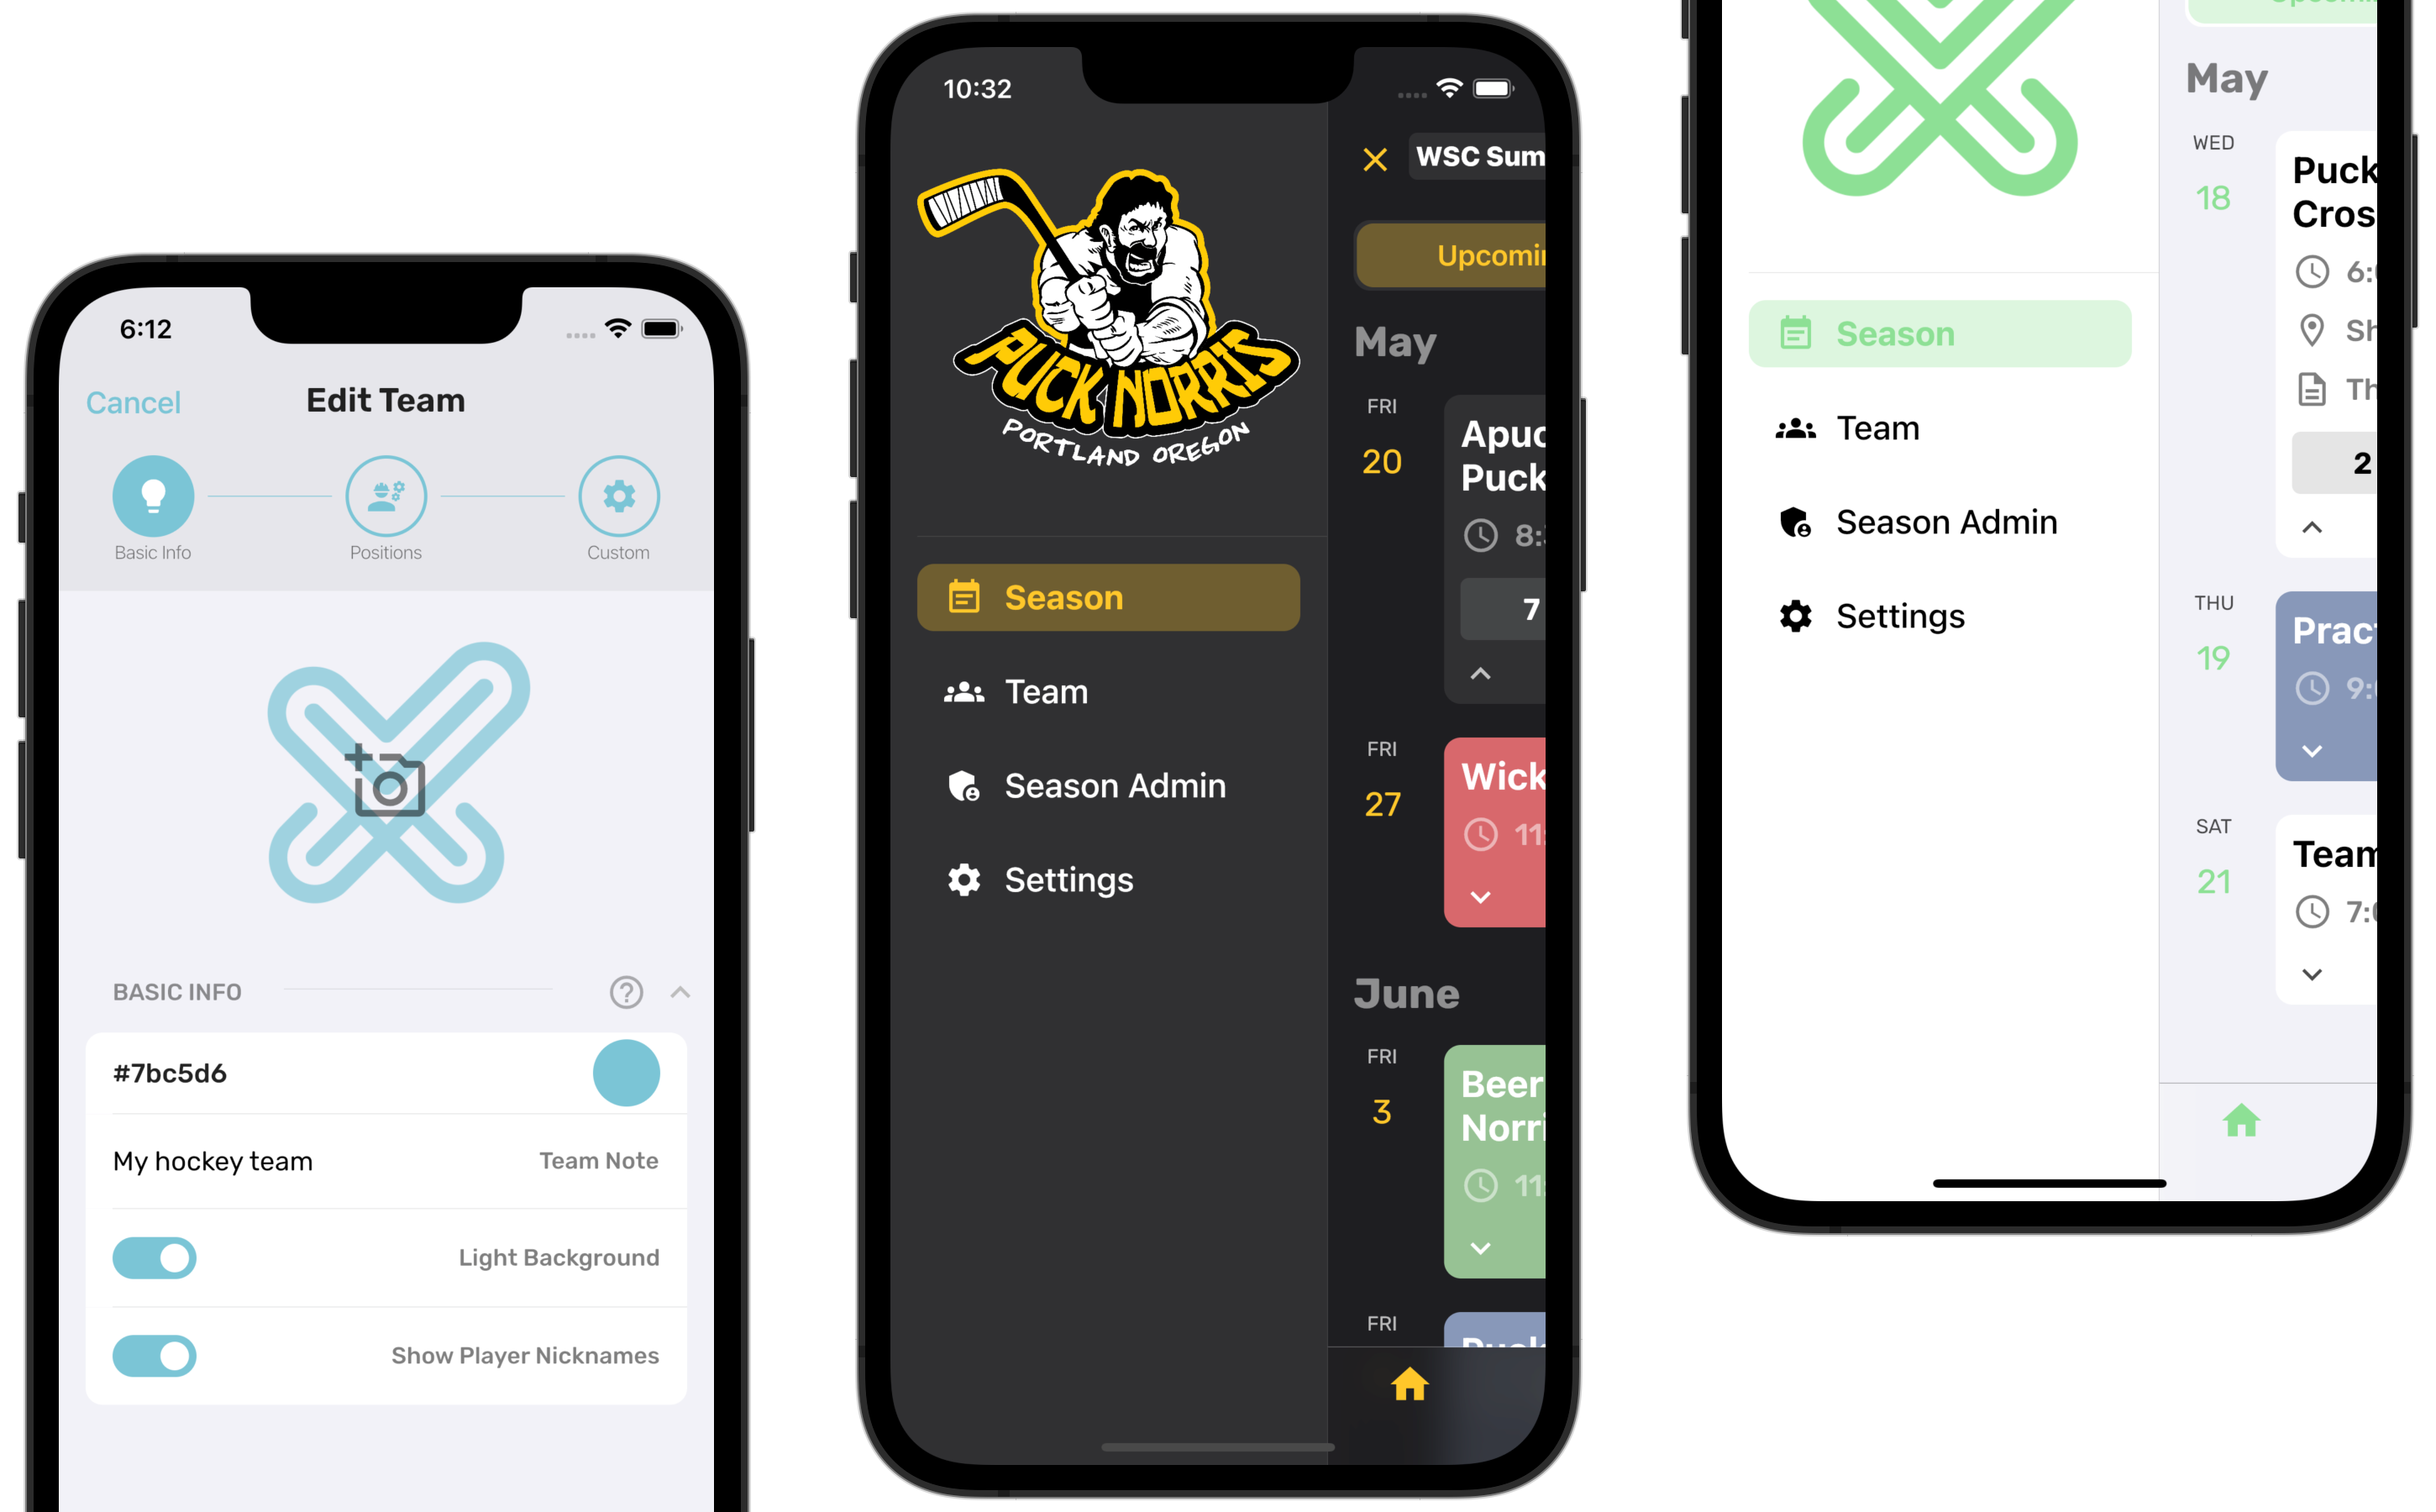 6:12
Cancel
Edit Team
Basic Info
Positions
Custom
BASIC INFO
#7bc5d6
My hockey team
Team Note
Light Background
Show Player Nicknames
10:32
PUCK NORRIS
PORTLAND OREGON
Season
Team
Season Admin
Settings
WSC Sum
Upcomin
May
FRI
20
Apuc
Puck
8:
7
FRI
27
Wick
11:
June
FRI
3
Beer
Norri
11:
FRI
Puck
Season
Team
Season Admin
Settings
May
WED
18
Puck
Cros
6:
Sh
Th
2
THU
19
Prac
9:
SAT
21
Team
7: